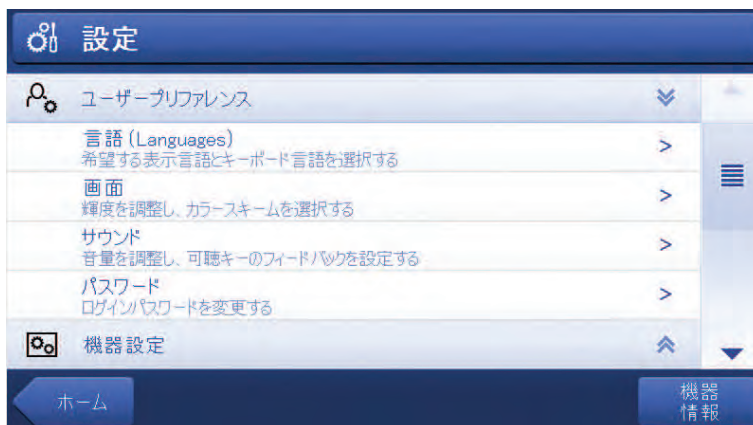 設定
ユーザープリファレンス
言語 (Languages)
希望する表示言語とキーボード言語を選択する
画面
輝度を調整し、カラースキームを選択する
サウンド
音量を調整し、可聴キーのフィードバックを設定する
パスワード
ログインパスワードを変更する
機器設定
ホーム
機器
情報